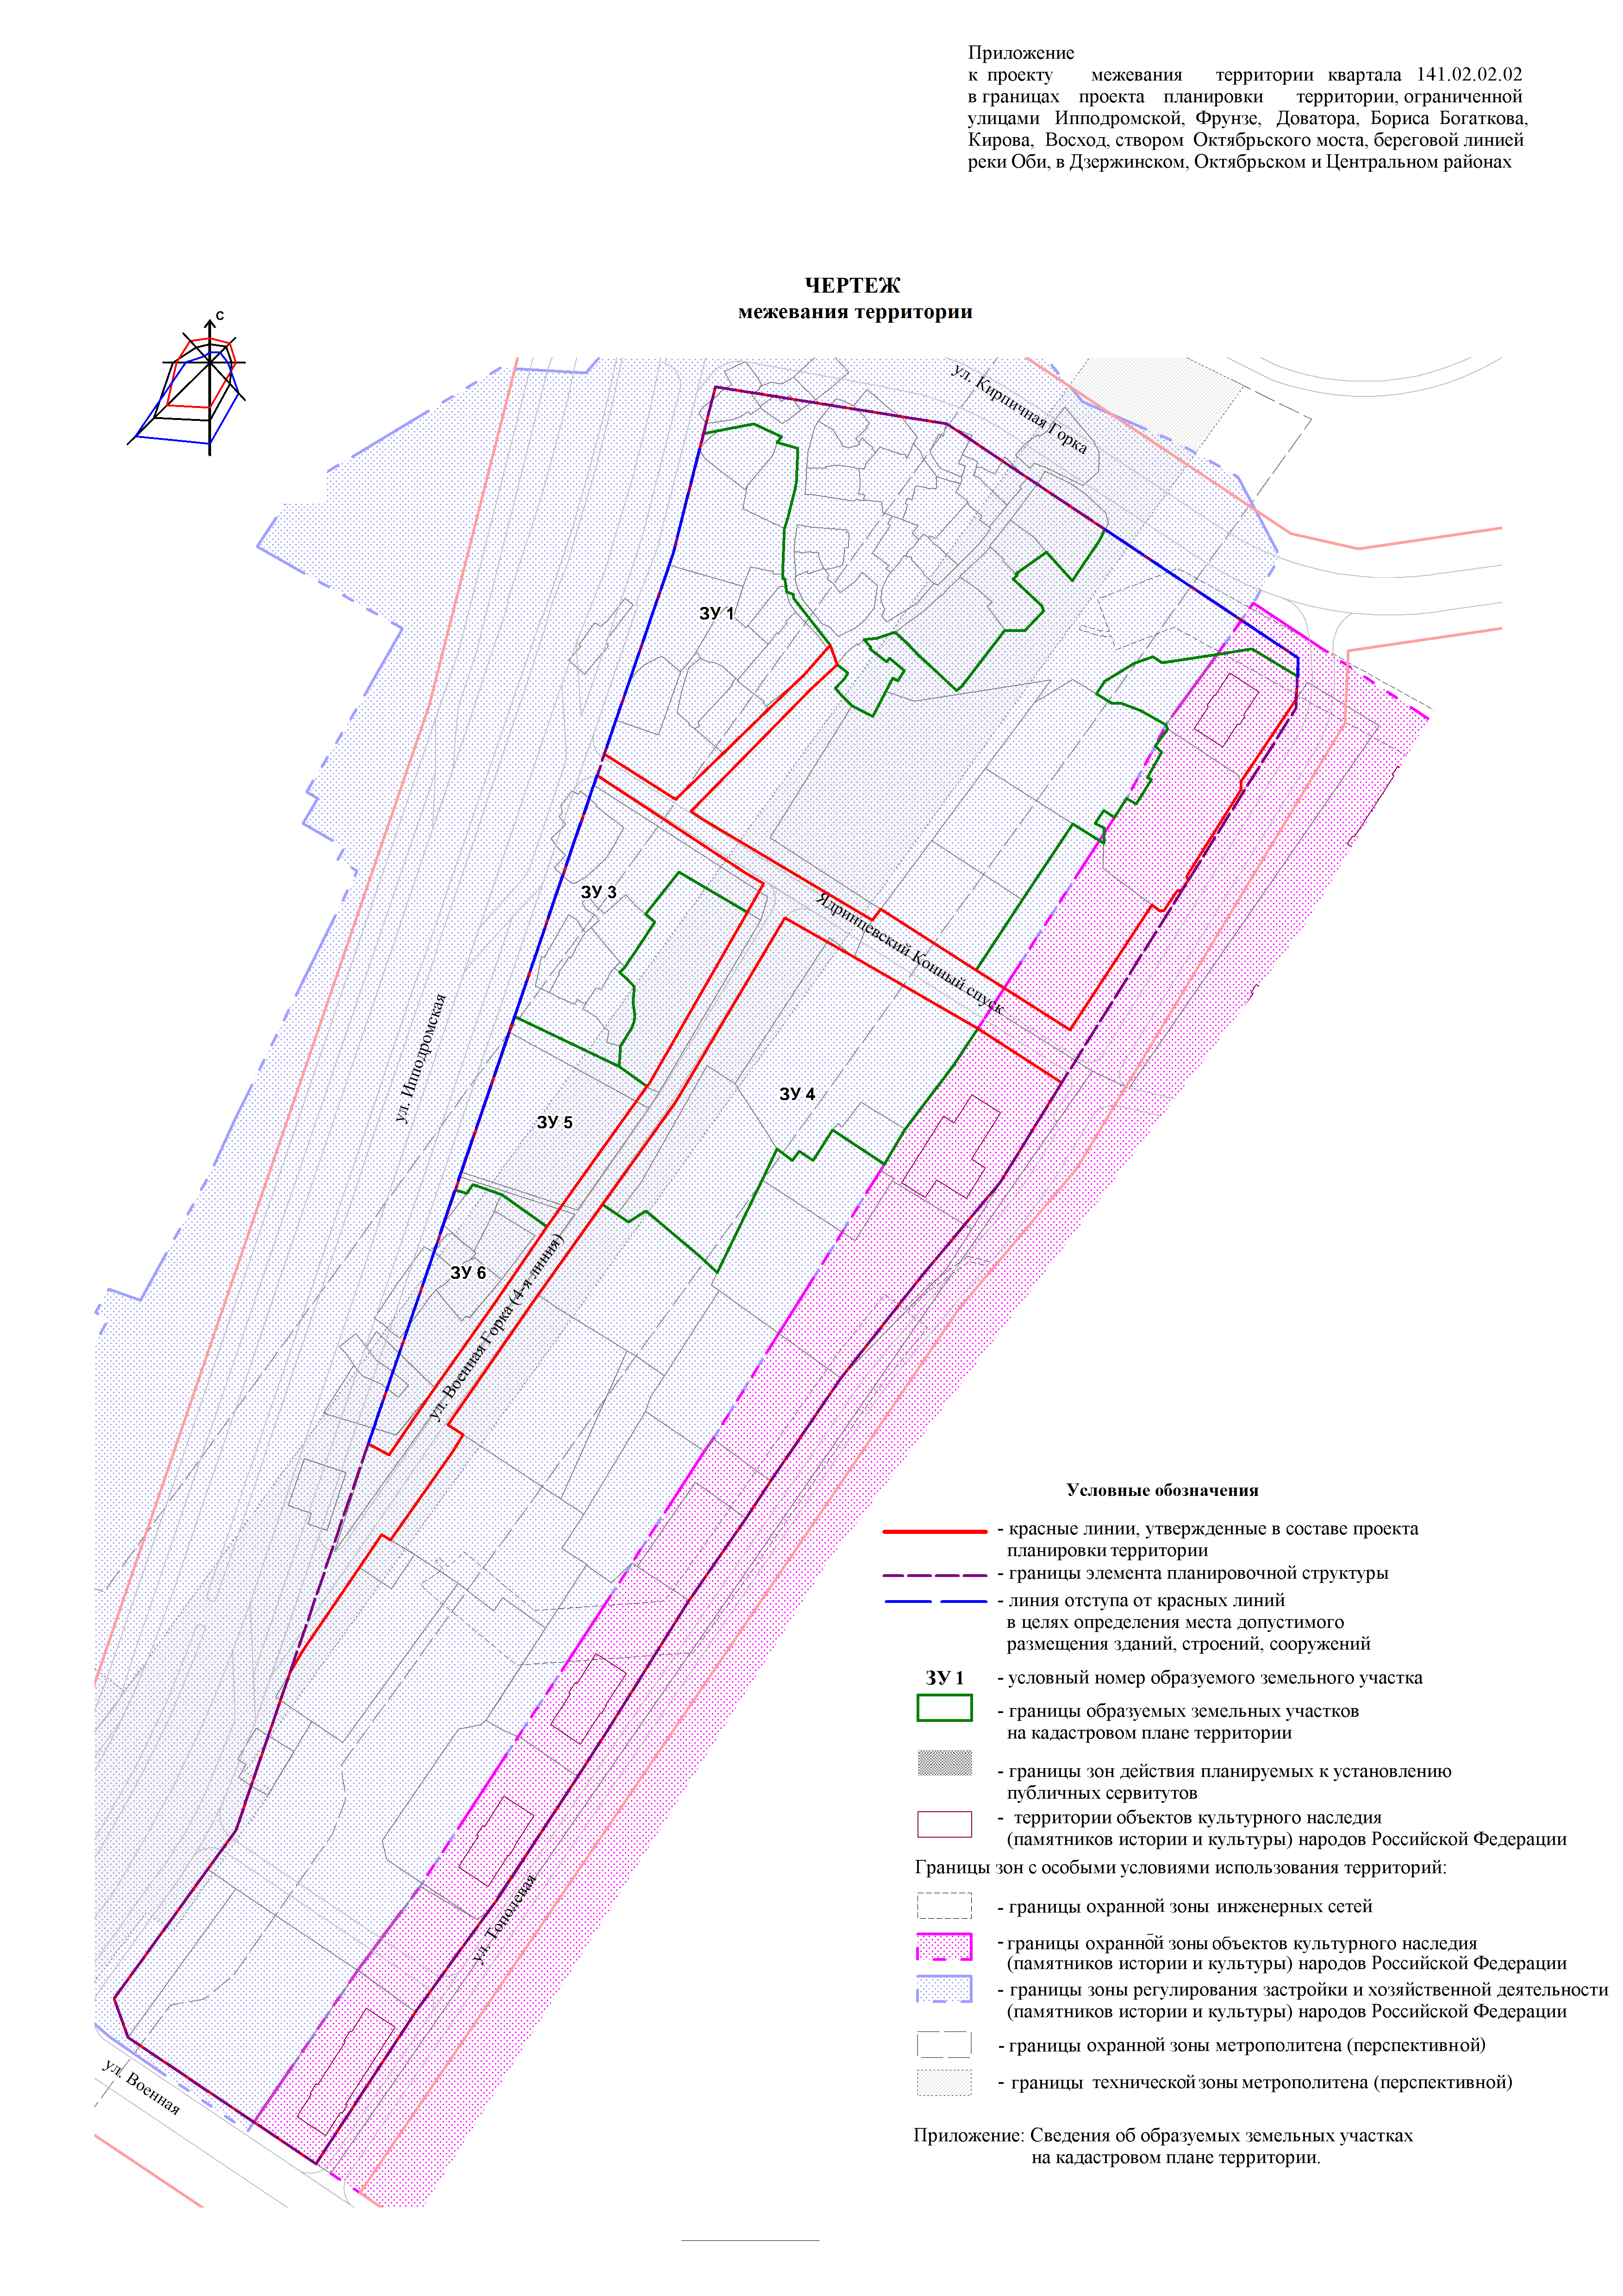 Приложение
к проекту межевания территории квартала 141.02.02.02
в границах проекта планировки территории, ограниченной
улицами Ипподромской, Фрунзе, Доватора, Бориса Богаткова,
Кирова, Восход, створом Октябрьского моста, береговой линией
реки Оби, в Дзержинском, Октябрьском и Центральном районах
ЧЕРТЕЖ
межевания территории
С
ул. Кирпичная Горка
ЗУ 1
ЗУ 3
Ядринцевский Конный спуск
ул. Ипподромская
ЗУ 4
ЗУ 5
ЗУ 6
ул. Военная Горка (4-я линия)
ул. Тополевая
ул. Военная
Условные обозначения
- красные линии, утвержденные в составе проекта
планировки территории
- границы элемента планировочной структуры
- линия отступа от красных линий
в целях определения места допустимого
размещения зданий, строений, сооружений
ЗУ 1 - условный номер образуемого земельного участка
- границы образуемых земельных участков
на кадастровом плане территории
- границы зон действия планируемых к установлению
публичных сервитутов
- территории объектов культурного наследия
(памятников истории и культуры) народов Российской Федерации
Границы зон с особыми условиями использования территорий:
- границы охранной зоны инженерных сетей
- границы охранной зоны объектов культурного наследия
(памятников истории и культуры) народов Российской Федерации
- границы зоны регулирования застройки и хозяйственной деятельности
(памятников истории и культуры) народов Российской Федерации
- границы охранной зоны метрополитена (перспективной)
- границы технической зоны метрополитена (перспективной)
Приложение: Сведения об образуемых земельных участках
на кадастровом плане территории.